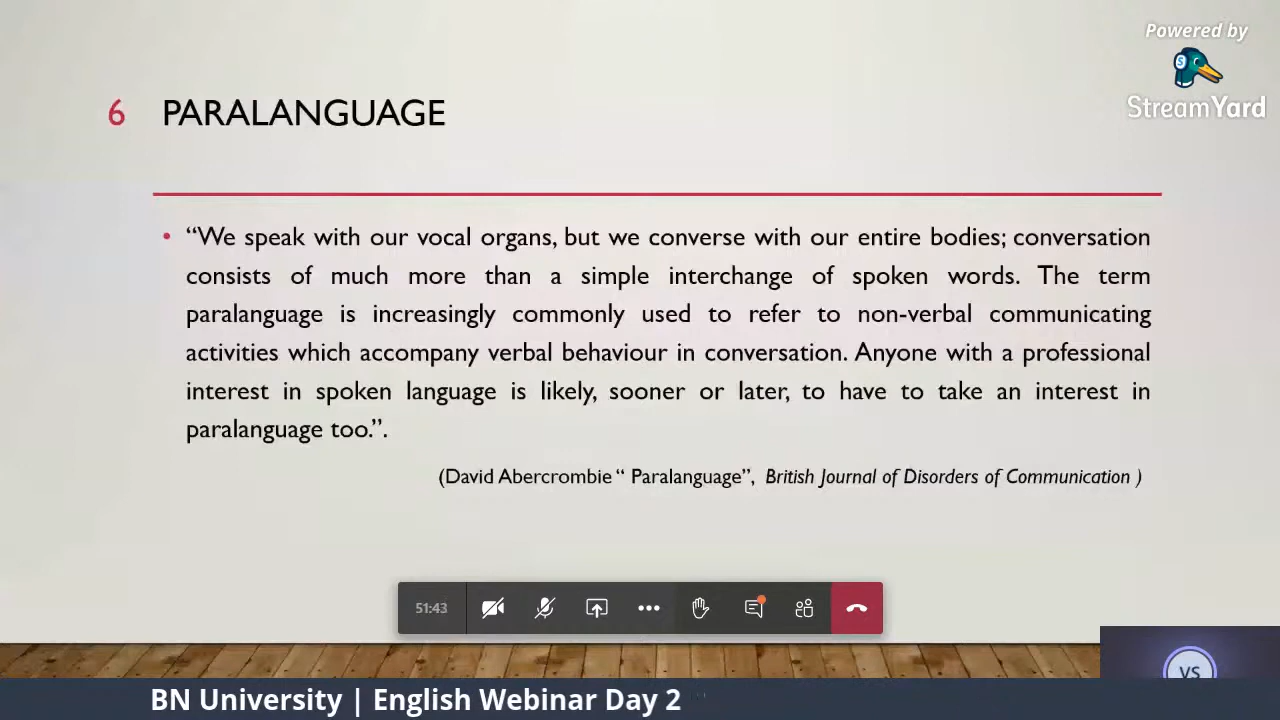 Powered by
StreamYard
6 PARALANGUAGE
• “We speak with our vocal organs, but we converse with our entire bodies; conversation
consists of much more than a simple interchange of spoken words. The term
paralanguage is increasingly commonly used to refer to non-verbal communicating
activities which accompany verbal behaviour in conversation. Anyone with a professional
interest in spoken language is likely, sooner or later, to have to take an interest in
paralanguage too.”.
(David Abercrombie “ Paralanguage”, British Journal of Disorders of Communication )
51:43
VS
BN University | English Webinar Day 2